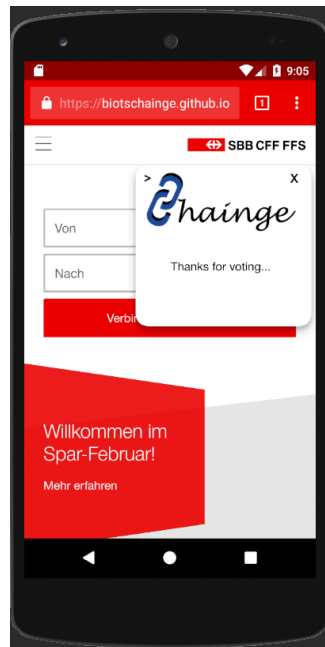 9:05
https://biotschainge.github.io
1
SBB CFF FFS
> X
Chainge
Von
Thanks for voting...
Nach
Verbin
Willkommen im
Spar-Februar!
Mehr erfahren